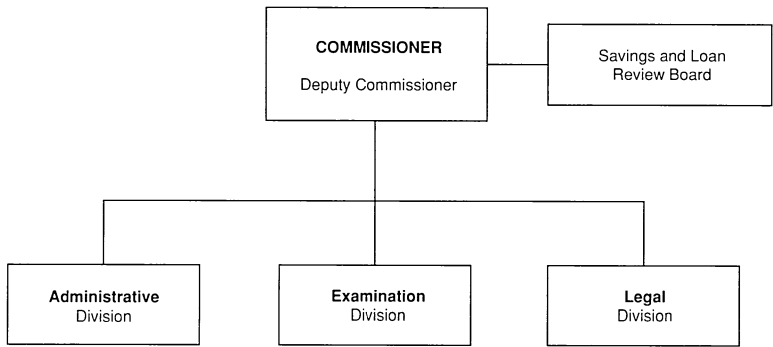 COMMISSIONER
Deputy Commissioner
Savings and Loan
Review Board
Administrative
Division
Examination
Division
Legal
Division